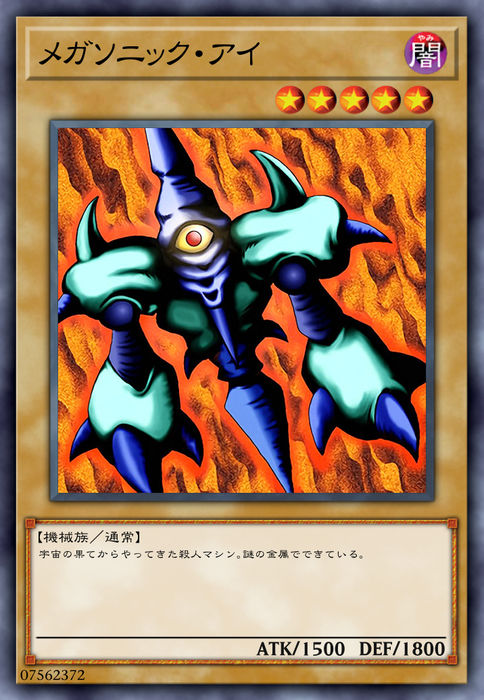 メガソニック・アイ
やみ
闇
【機械族／通常】
宇宙の果てからやってきた殺人マシン。謎の金属でできている。
ATK/1500 DEF/1800
07562372